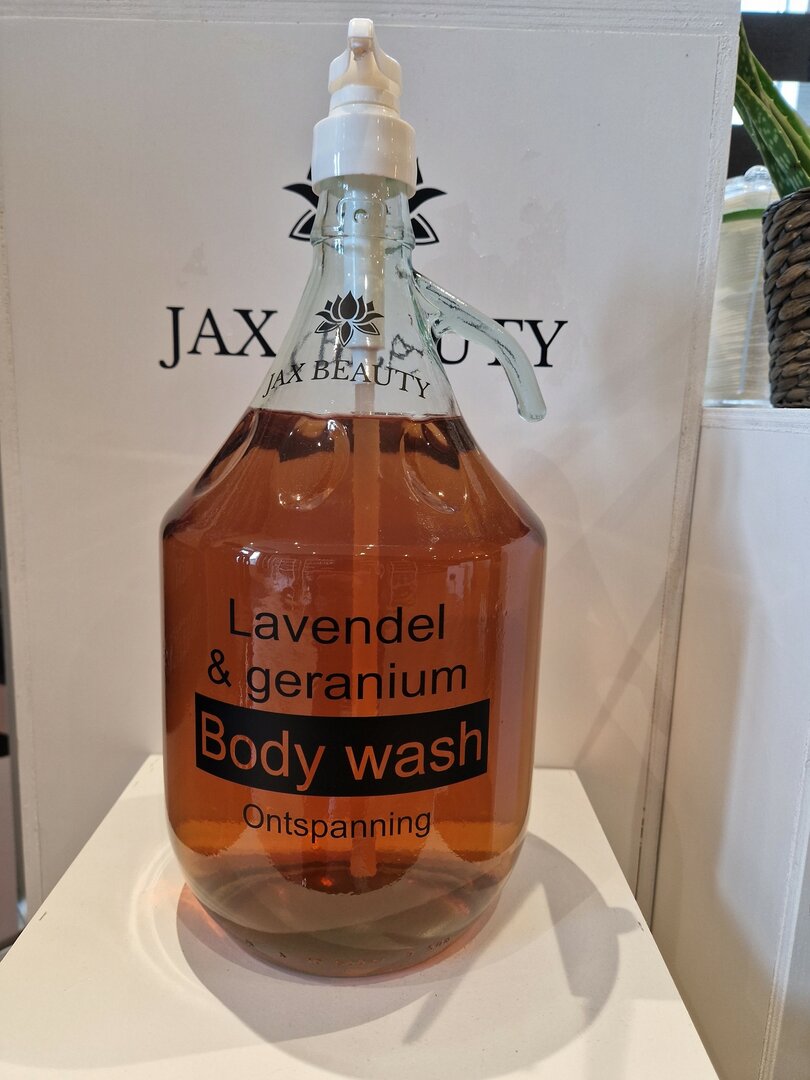 JAX BEAUTY
JAX BEAUTY
Lavendel
& geranium
Body wash
Ontspanning